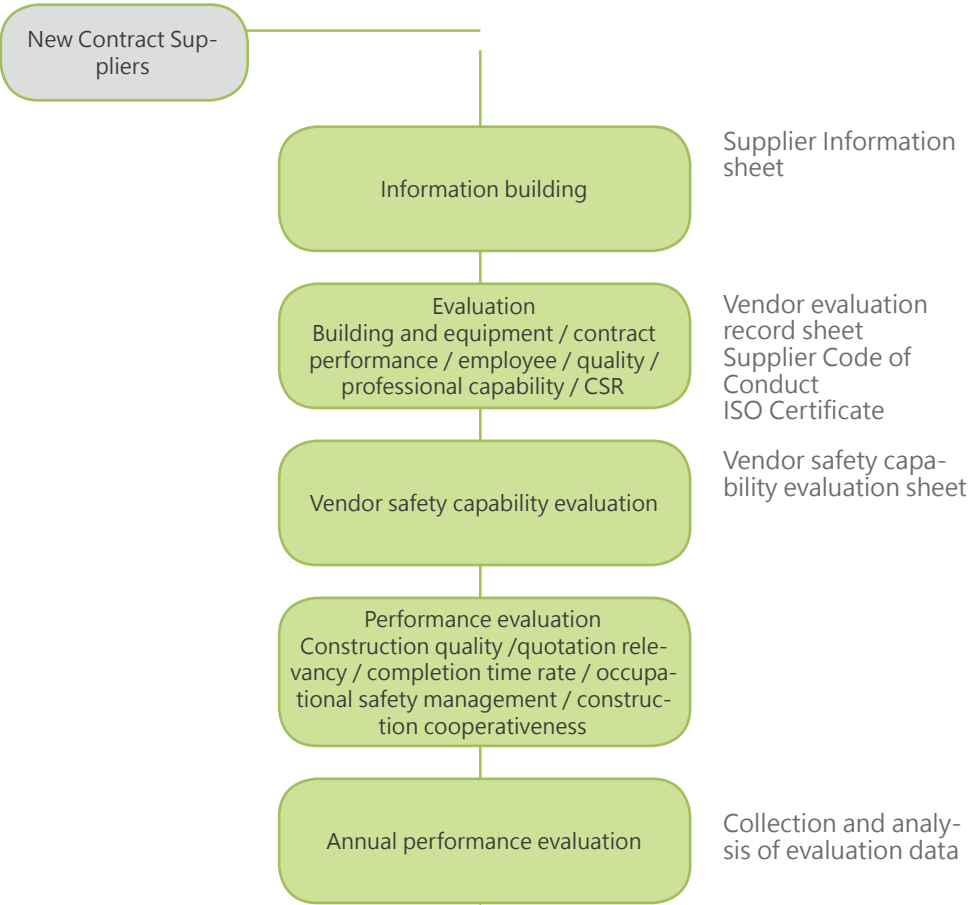 New Contract Sup-
pliers
Information building
Supplier Information
sheet
Evaluation
Building and equipment / contract
performance / employee / quality /
professional capability / CSR
Vendor evaluation
record sheet
Supplier Code of
Conduct
ISO Certificate
Vendor safety capability evaluation
Vendor safety capa-
bility evaluation sheet
Performance evaluation
Construction quality /quotation rele-
vancy / completion time rate / occupa-
tional safety management / construc-
tion cooperativeness
Annual performance evaluation
Collection and analy-
sis of evaluation data